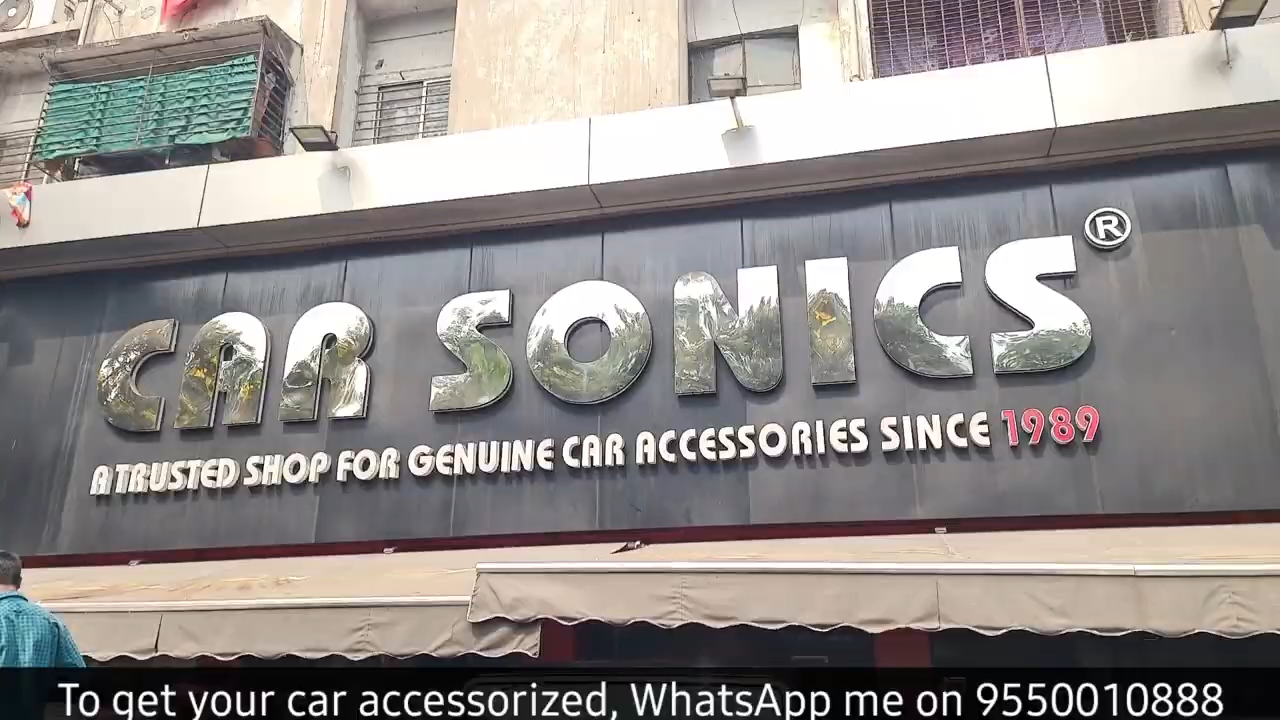 CAR SONICS®
A TRUSTED SHOP FOR GENUINE CAR ACCESSORIES SINCE 1989
To get your car accessorized, WhatsApp me on 9550010888